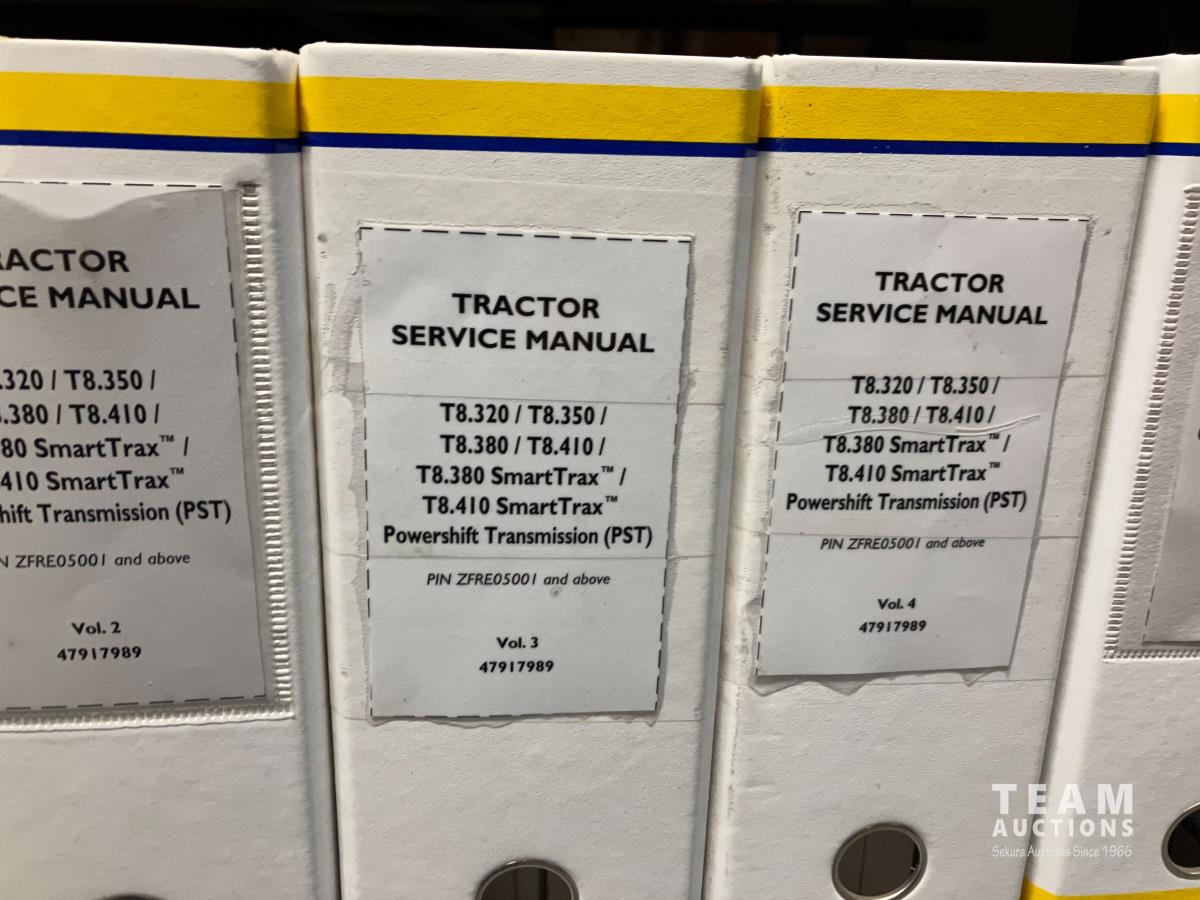 RACTOR
CE MANUAL
.320 / T8.350 /
.380 / T8.410 /
80 SmartTrax™ /
410 SmartTrax™
hift Transmission (PST)
N ZFRE05001 and above
Vol. 2
47917989
TRACTOR
SERVICE MANUAL
T8.320 / T8.350 /
T8.380 / T8.410 /
T8.380 SmartTrax™ /
T8.410 SmartTrax™
Powershift Transmission (PST)
PIN ZFRE05001 and above
Vol. 3
47917989
TRACTOR
SERVICE MANUAL
T8.320 / T8.350 /
T8.380 / T8.410 /
T8.380 SmartTrax™ /
T8.410 SmartTrax™
Powershift Transmission (PST)
PIN ZFRE05001 and above
Vol. 4
47917989
TEAM
AUCTIONS
Sekura Auctions Since 1966